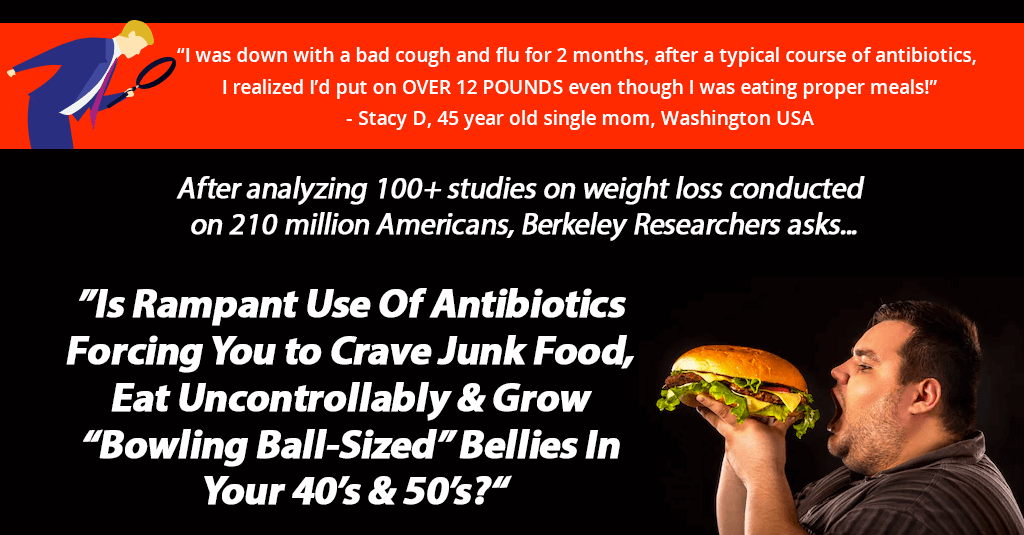 “I was down with a bad cough and flu for 2 months, after a typical course of antibiotics,
I realized I’d put on OVER 12 POUNDS even though I was eating proper meals!”
- Stacy D, 45 year old single mom, Washington USA
After analyzing 100+ studies on weight loss conducted
on 210 million Americans, Berkeley Researchers asks...
”Is Rampant Use Of Antibiotics
Forcing You to Crave Junk Food,
Eat Uncontrollably & Grow
“Bowling Ball-Sized” Bellies In
Your 40’s & 50’s?“